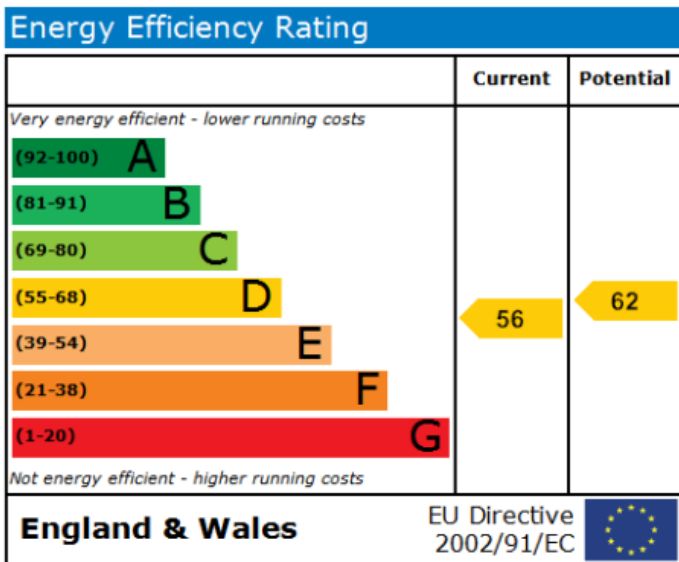 Energy Efficiency Rating
Current Potential
Very energy efficient - lower running costs
(92-100) A
(81-91) B
(69-80) C
(55-68) D
(39-54) E
(21-38) F
(1-20) G
56
62
Not energy efficient - higher running costs
England & Wales
EU Directive
2002/91/EC